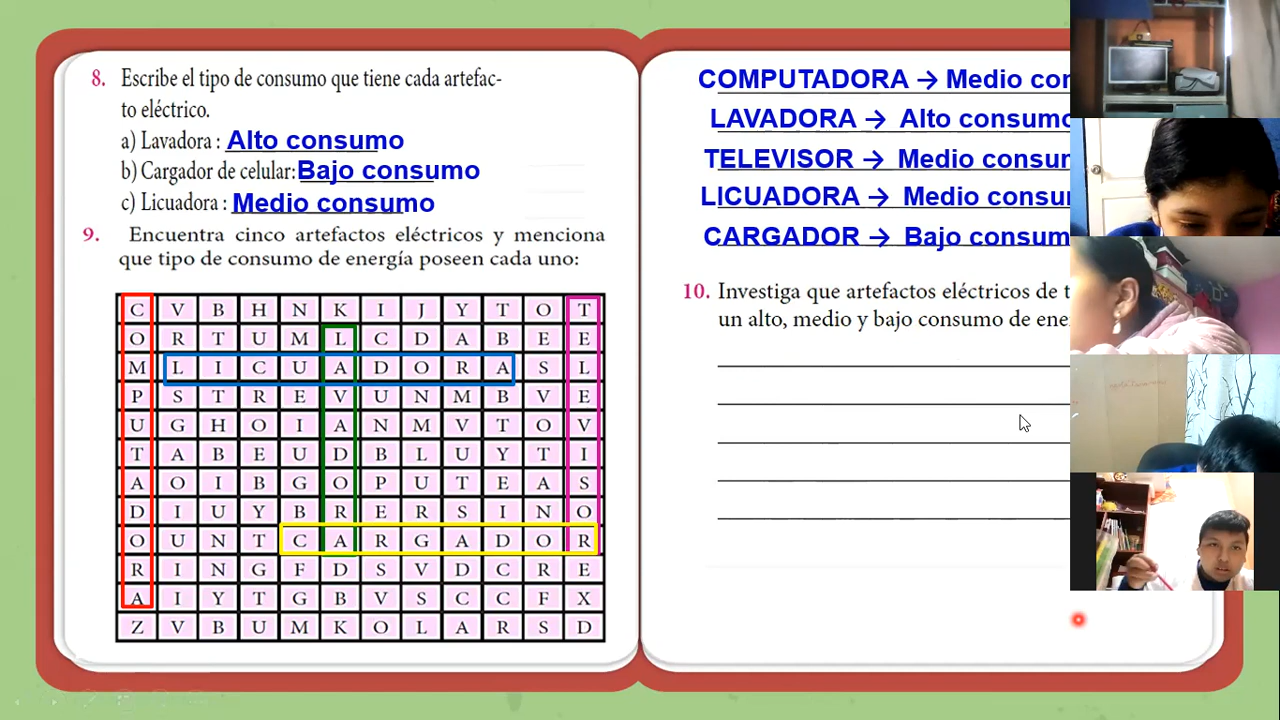 8. Escribe el tipo de consumo que tiene cada artefac-
to eléctrico.
a) Lavadora : Alto consumo
b) Cargador de celular: Bajo consumo
c) Licuadora : Medio consumo
9. Encuentra cinco artefactos eléctricos y menciona
que tipo de consumo de energía poseen cada uno:
C V B H N K I J Y T O T
O R T U M L C D A B E E
M L I C U A D O R A S L
P S T R E V U N M B V E
U G H O I A N M V T O V
T A B E U D B L U Y T I
A O I B G O P U T E A S
D I U Y B R E R S I N O
O U N T C A R G A D O R
R I N G F D S V D C R E
A I Y T G B V S C C F X
Z V B U M K O L A R S D
COMPUTADORA → Medio con
LAVADORA → Alto consumo
TELEVISOR → Medio consum
LICUADORA → Medio consu
CARGADOR → Bajo consum
10. Investiga que artefactos eléctricos de t
un alto, medio y bajo consumo de ene